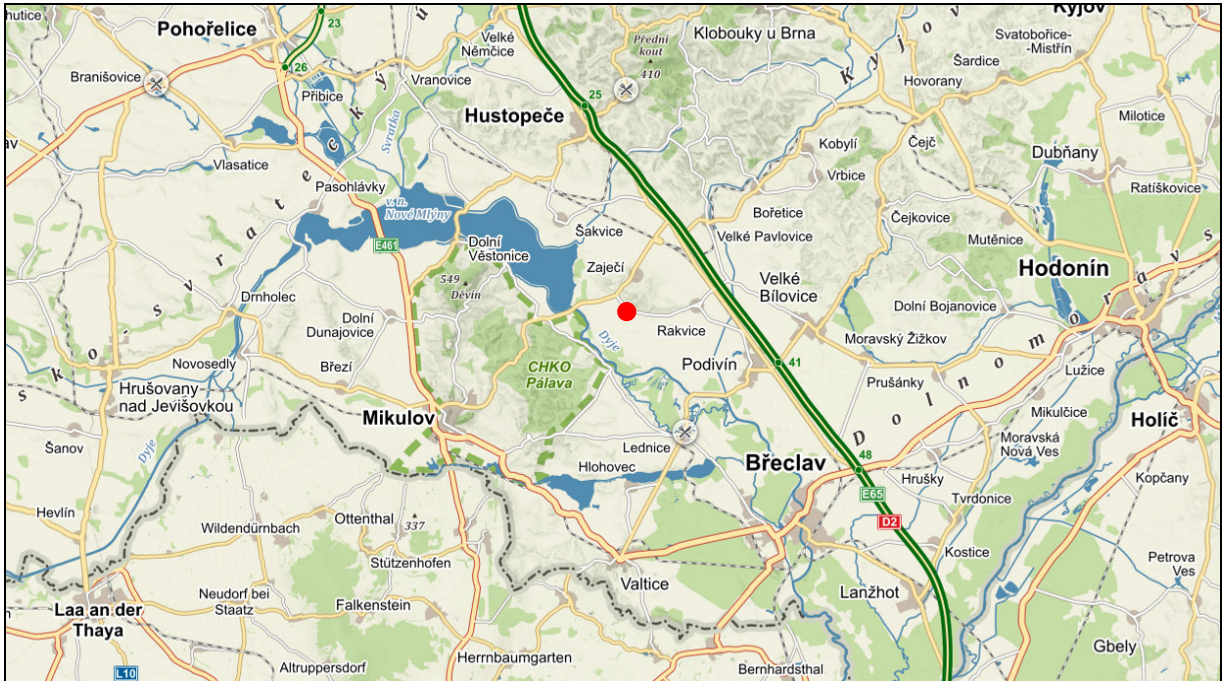 Pohořelice
23
26
Branišovice
Přibice
Vranovice
Velké
Němčice
Přední
kout
410
Klobouky u Brna
Kyjov
Svatobořice-
-Mistřín
Šardice
Hovorany
Milotice
25
Hustopeče
Svratka
Vlasatice
Pasohlávky
v. n.
Nové Mlýny
E461
Kobylí
Čejč
Vrbice
Dubňany
Ratíškovice
Bořetice
Čejkovice
Šakvice
Velké Pavlovice
Mutěnice
Dolní
Věstonice
Zaječí
549
Děvín
Hodonín
Velké
Bílovice
Drnholec
Dolní
Dunajovice
Rakvice
Dolní Bojanovice
Moravský Žižkov
Dyje
Novosedly
Březí
CHKO
Pálava
Podivín
41
Prušánky
Lužice
Hrušovany
nad Jevišovkou
Mikulov
Mikulčice
Holíč
Šanov
Dyje
Lednice
Moravská
Nová Ves
Hlohovec
Břeclav
48
Hrušky
Kopčany
E65
Tvrdonice
D2
Hevlín
Wildendürnbach
Ottenthal
337
Stützenhofen
Kostice
Petrova
Ves
Valtice
Lanžhot
Neudorf bei
Staatz
Falkenstein
Laa an der
Thaya
Gbely
Herrnbaumgarten
Altruppersdorf
Bernhardsthal
L10